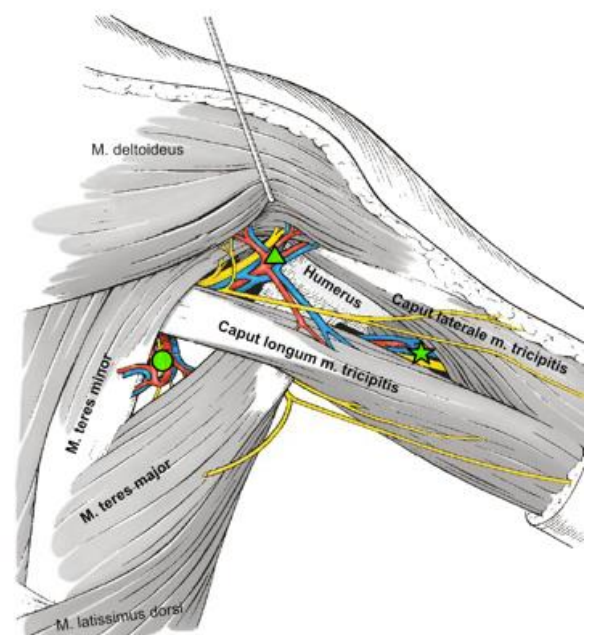 M. deltoideus
Humerus
Caput laterale m. tricipitis
Caput longum m. tricipitis
M. teres minor
M. teres major
M. latissimus dorsi